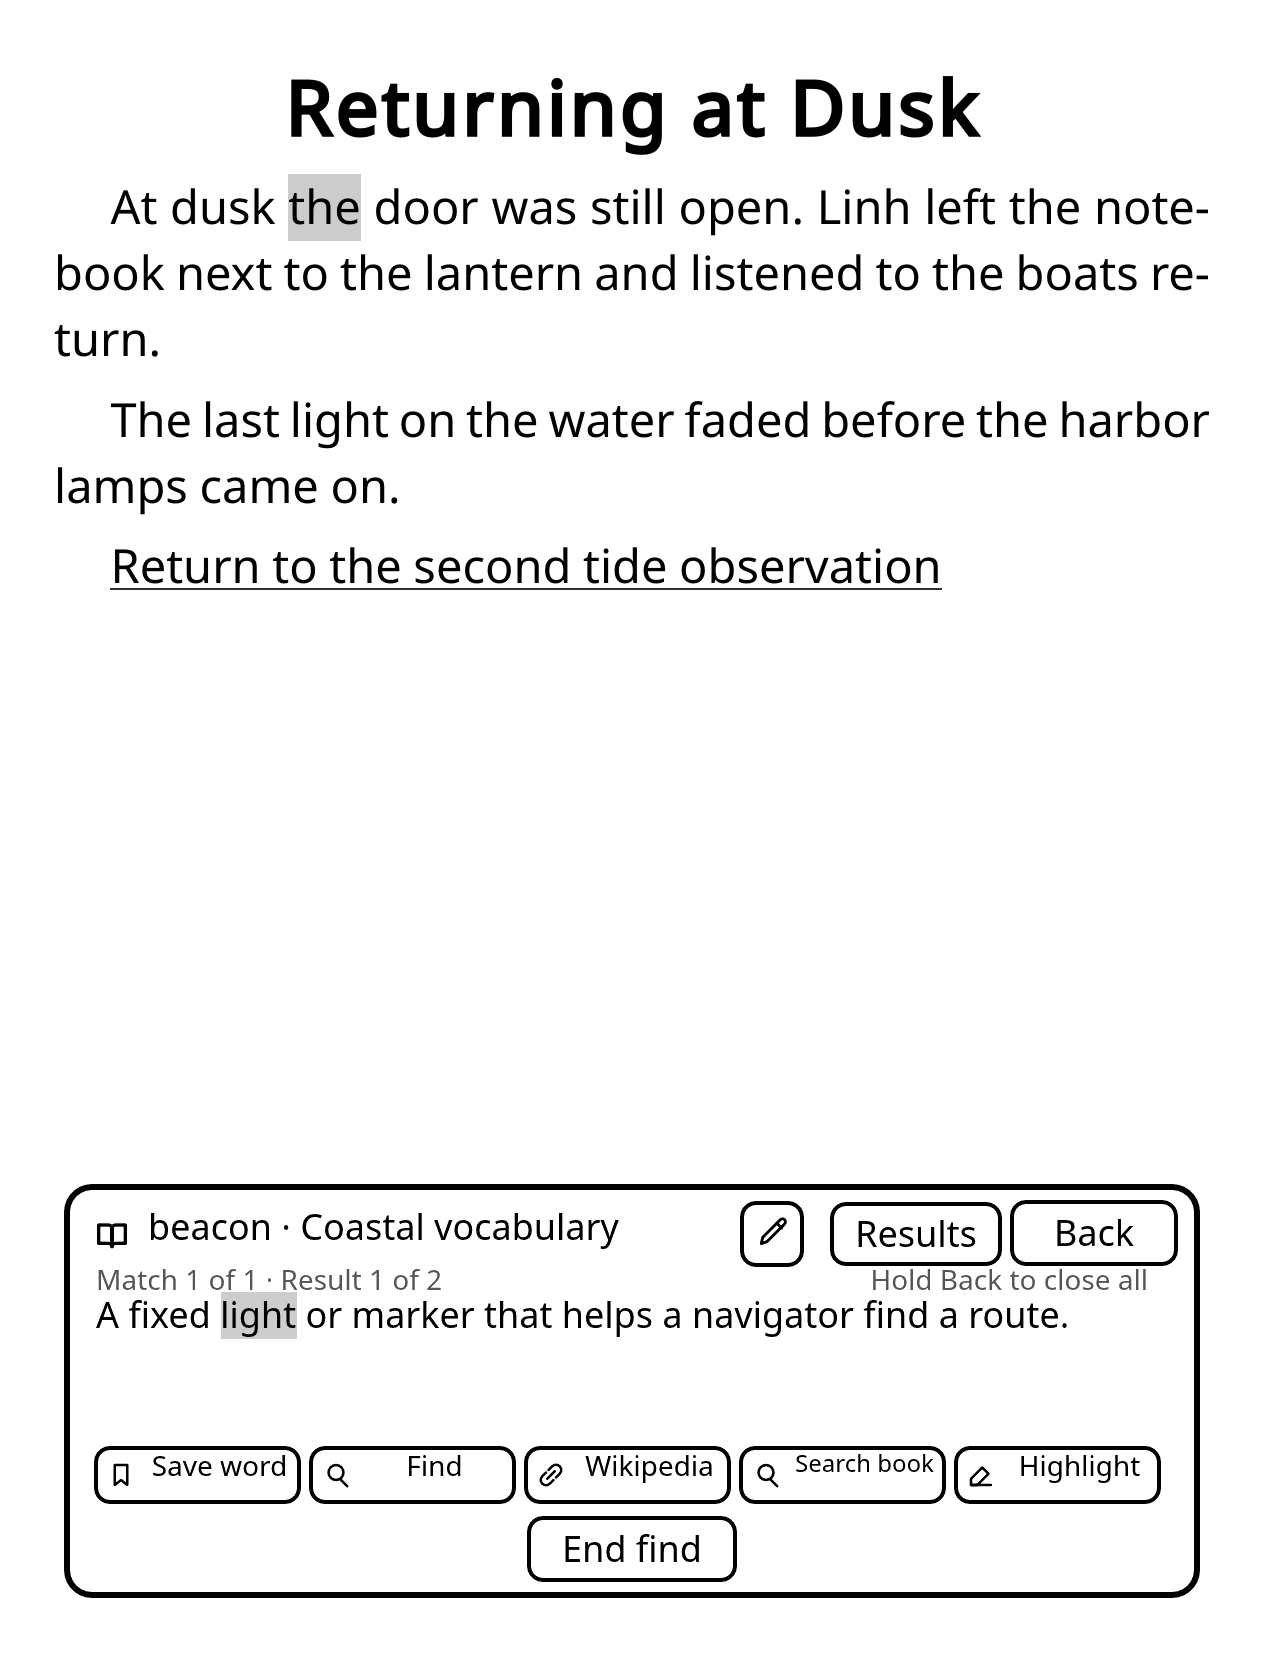 Returning at Dusk
At dusk the door was still open. Linh left the note-
book next to the lantern and listened to the boats re-
turn.
The last light on the water faded before the harbor
lamps came on.
Return to the second tide observation
beacon · Coastal vocabulary
Results
Back
Match 1 of 1 · Result 1 of 2
Hold Back to close all
A fixed light or marker that helps a navigator find a route.
Save word
Find
Wikipedia
Search book
Highlight
End find